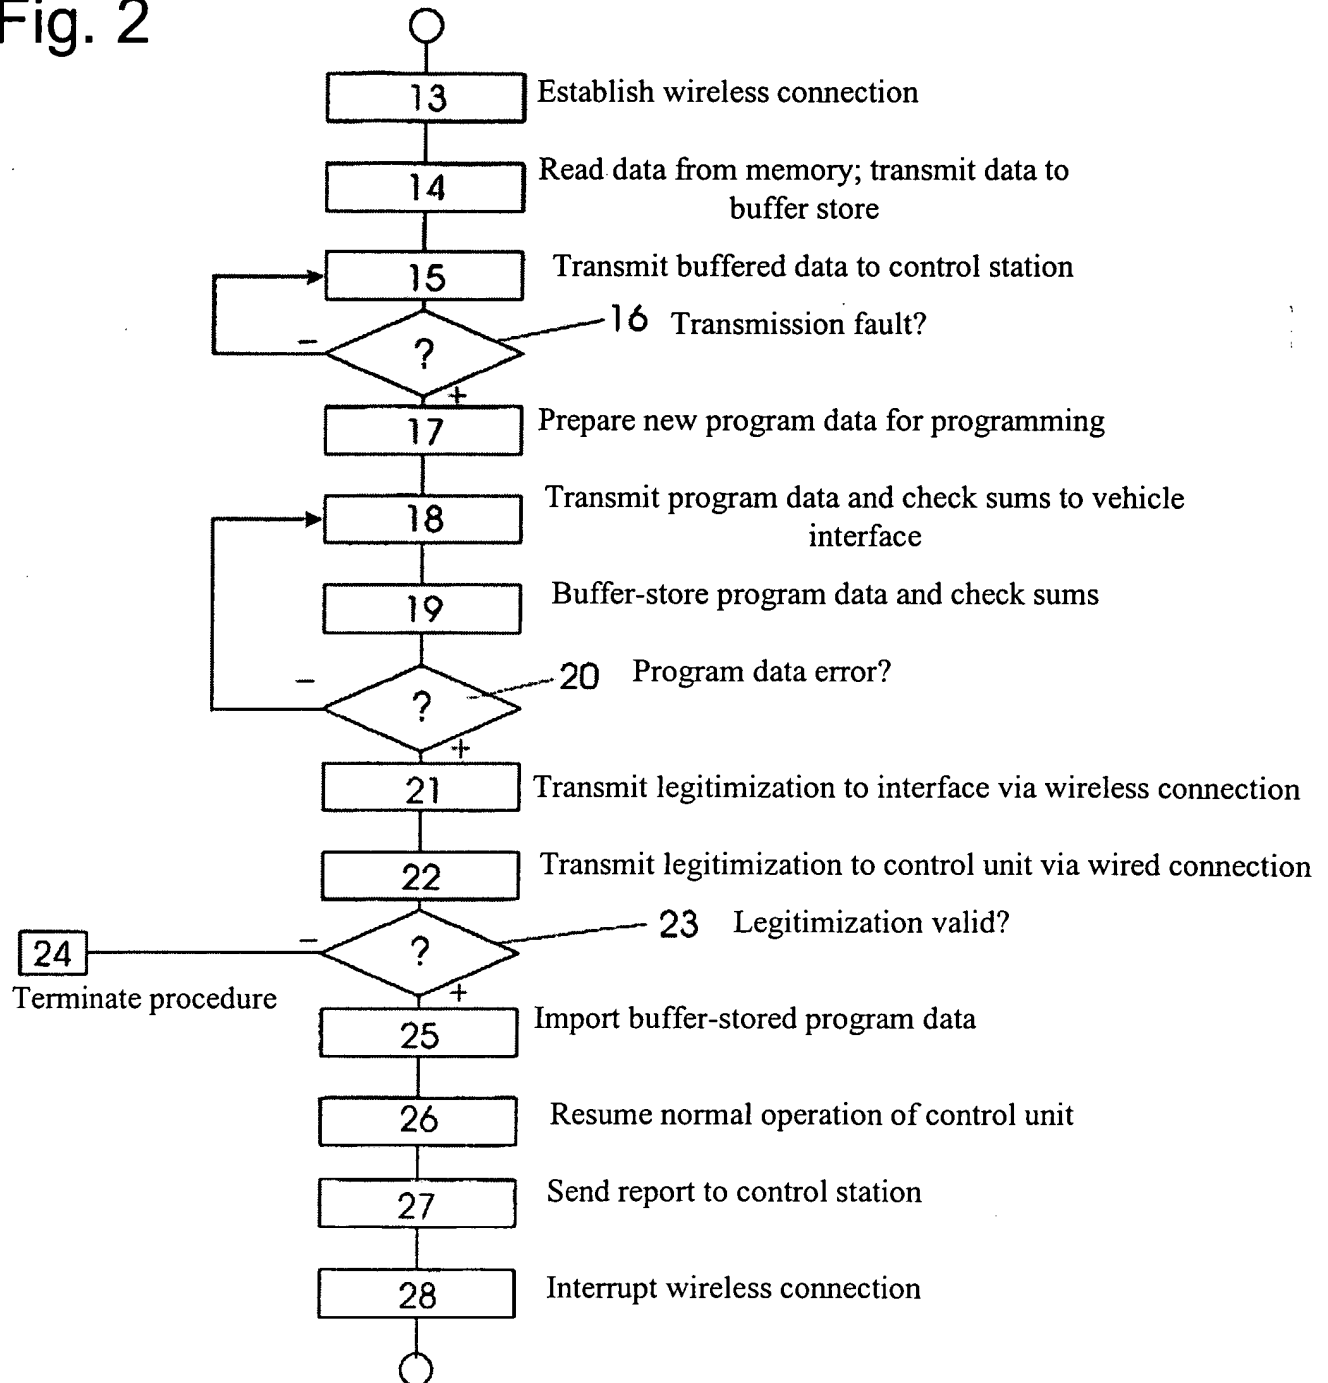 Fig. 2
13 Establish wireless connection
14 Read data from memory; transmit data to
buffer store
15 Transmit buffered data to control station
16 Transmission fault?
− ?
+
17 Prepare new program data for programming
18 Transmit program data and check sums to vehicle
interface
19 Buffer-store program data and check sums
20 Program data error?
− ?
+
21 Transmit legitimization to interface via wireless connection
22 Transmit legitimization to control unit via wired connection
23 Legitimization valid?
24 − ?
Terminate procedure
+
25 Import buffer-stored program data
26 Resume normal operation of control unit
27 Send report to control station
28 Interrupt wireless connection